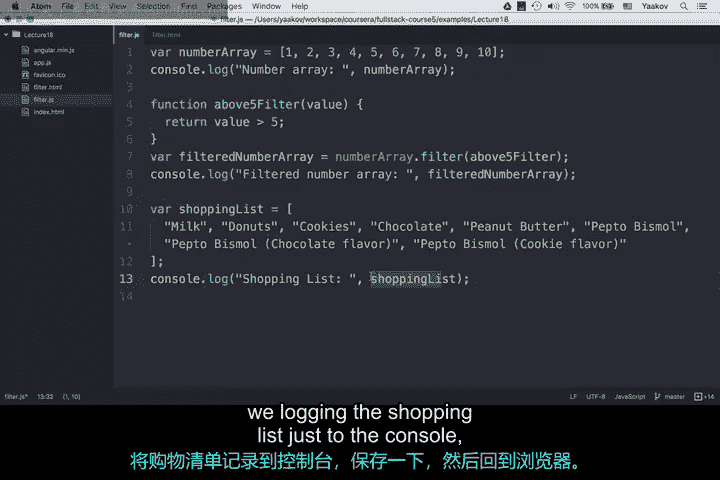 Atom File Edit View Selection Find Packages Window Help 100% Yaakov
filter.js — /Users/yaakov/workspace/coursera/fullstack-course5/examples/Lecture18
Lecture18
angular.min.js
app.js
favicon.ico
filter.html
filter.js
index.html
filter.js filter.html
1 var numberArray = [1, 2, 3, 4, 5, 6, 7, 8, 9, 10];
2 console.log("Number array: ", numberArray);
3
4 function above5Filter(value) {
5 return value > 5;
6 }
7 var filteredNumberArray = numberArray.filter(above5Filter);
8 console.log("Filtered number array: ", filteredNumberArray);
9
10 var shoppingList = [
11 "Milk", "Donuts", "Cookies", "Chocolate", "Peanut Butter", "Pepto Bismol",
• "Pepto Bismol (Chocolate flavor)", "Pepto Bismol (Cookie flavor)"
12 ];
13 console.log("Shopping List: ", shoppingList);
14
filter.js* 13:32 (1, 10) LF UTF-8 JavaScript master +14
we logging the shopping
list just to the console,
将购物清单记录到控制台，保存一下，然后回到浏览器。